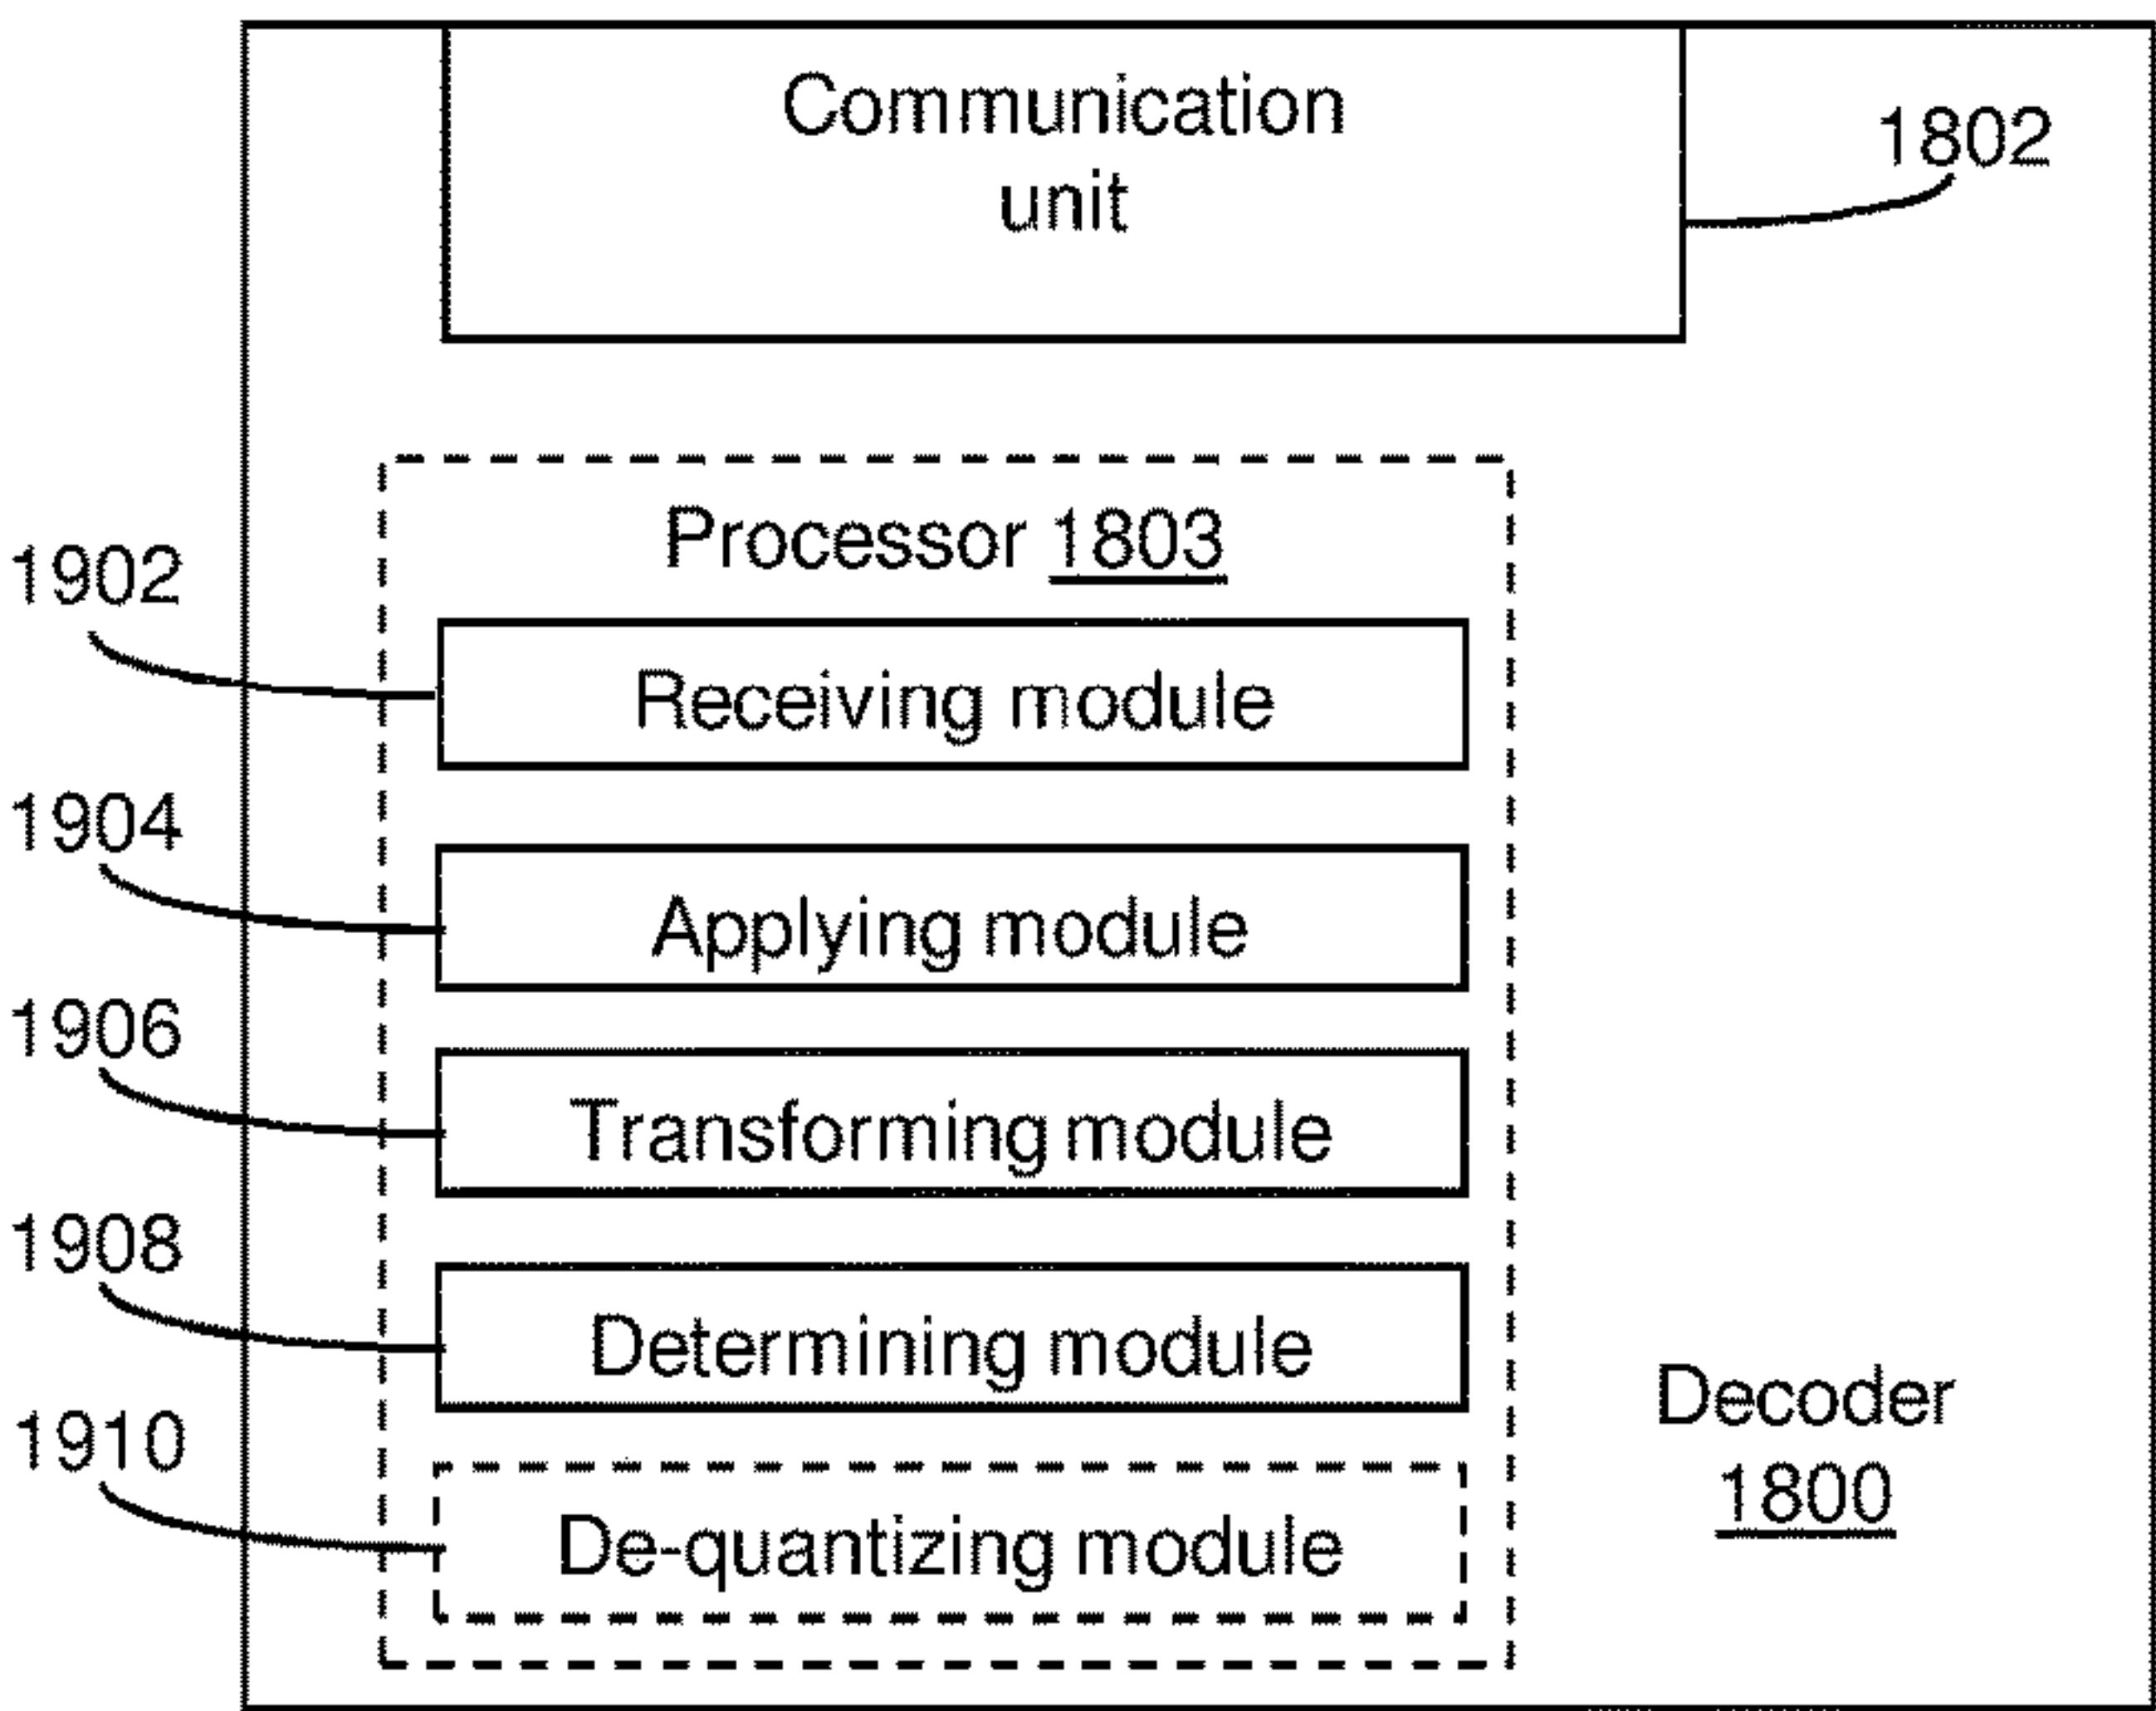 Communication
unit
1802
Processor 1803
1902
Receiving module
1904
Applying module
1906
Transforming module
1908
Determining module
1910
De-quantizing module
Decoder
1800